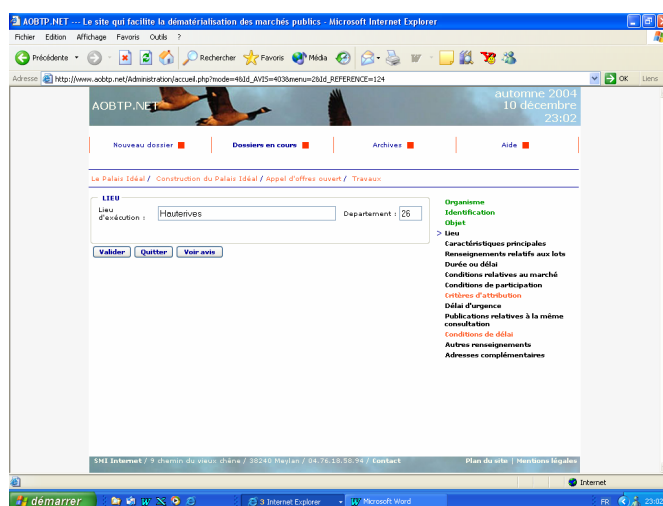 AOBTP.NET --- Le site qui facilite la dématérialisation des marchés publics - Microsoft Internet Explorer
Fichier Edition Affichage Favoris Outils ?
Précédente Rechercher Favoris Média
Adresse http://www.aobtp.net/Administration/accueil.php?mode=4&Id_AVIS=403&menu=2&Id_REFERENCE=124 OK Liens
automne 2004
AOBTP.NET
10 décembre
23:02
Nouveau dossier Dossiers en cours Archives Aide
Le Palais Idéal / Construction du Palais Idéal / Appel d'offres ouvert / Travaux
LIEU
Lieu d'exécution : Hauterives Departement : 26
Valider Quitter Voir avis
Organisme
Identification
Objet
> Lieu
Caractéristiques principales
Renseignements relatifs aux lots
Durée ou délai
Conditions relatives au marché
Conditions de participation
Critères d'attribution
Délai d'urgence
Publications relatives à la même
consultation
Conditions de délai
Autres renseignements
Adresses complémentaires
SMI Internet / 9 chemin du vieux chêne / 38240 Meylan / 04.76.18.58.94 / Contact Plan du site | Mentions légales
Internet
démarrer 3 Internet Explorer Microsoft Word FR 23:02